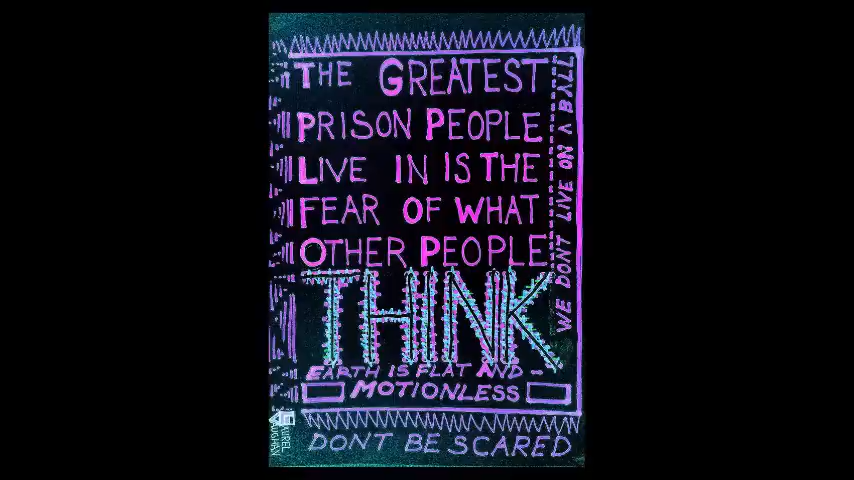 THE GREATEST
PRISON PEOPLE
LIVE IN IS THE
FEAR OF WHAT
OTHER PEOPLE
THINK
EARTH IS FLAT AND -
MOTIONLESS
DONT BE SCARED
WE DONT LIVE ON A BALL